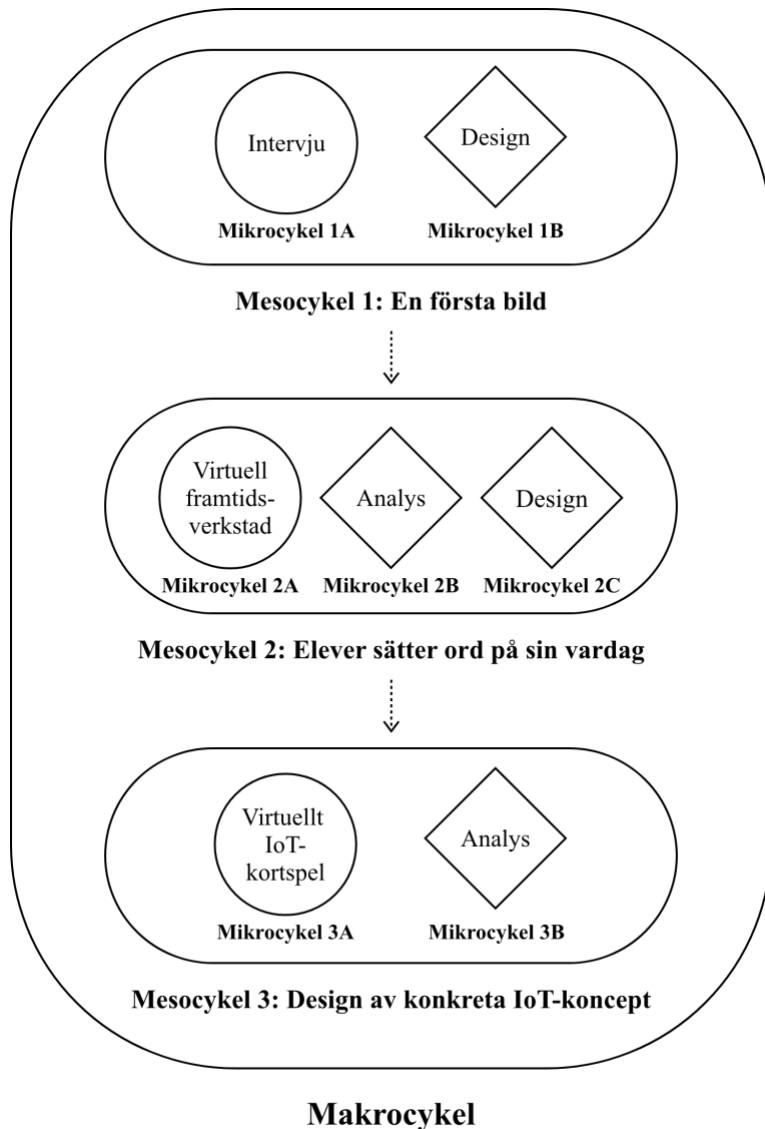 Intervju
Design
Mikrocykel 1A
Mikrocykel 1B
Mesocykel 1: En första bild
Virtuell
framtids-
verkstad
Analys
Design
Mikrocykel 2A
Mikrocykel 2B
Mikrocykel 2C
Mesocykel 2: Elever sätter ord på sin vardag
Virtuellt
IoT-
kortspel
Analys
Mikrocykel 3A
Mikrocykel 3B
Mesocykel 3: Design av konkreta IoT-koncept
Makrocykel